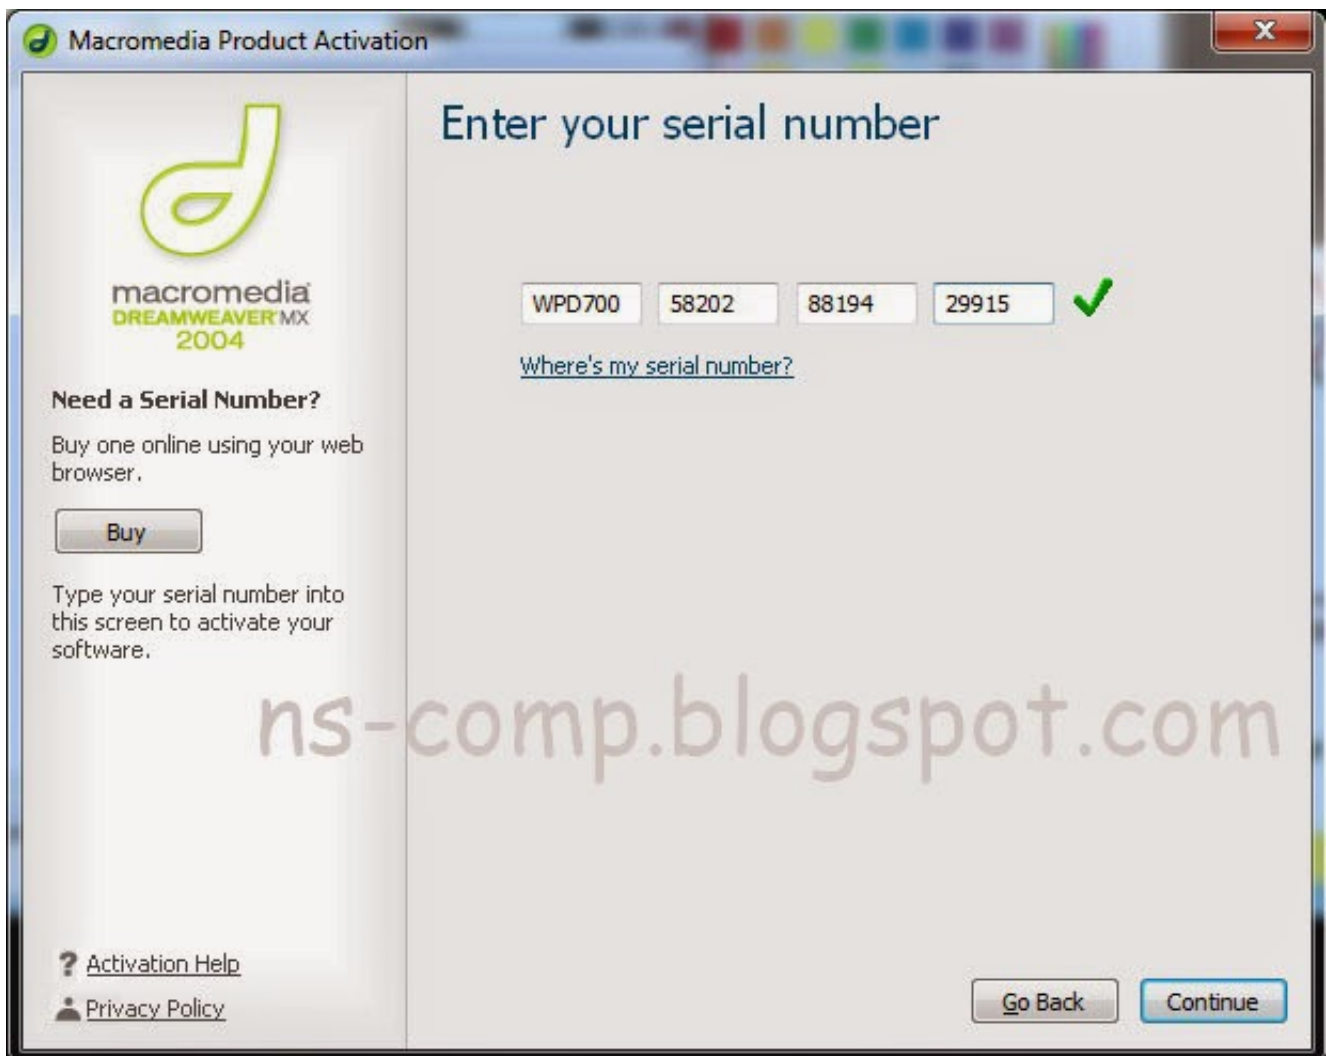 Macromedia Product Activation
x
Enter your serial number
macromedia
DREAMWEAVER MX
2004
WPD700 58202 88194 29915
Where's my serial number?
Need a Serial Number?
Buy one online using your web
browser.
Buy
Type your serial number into
this screen to activate your
software.
ns-comp.blogspot.com
? Activation Help
Privacy Policy
Go Back
Continue